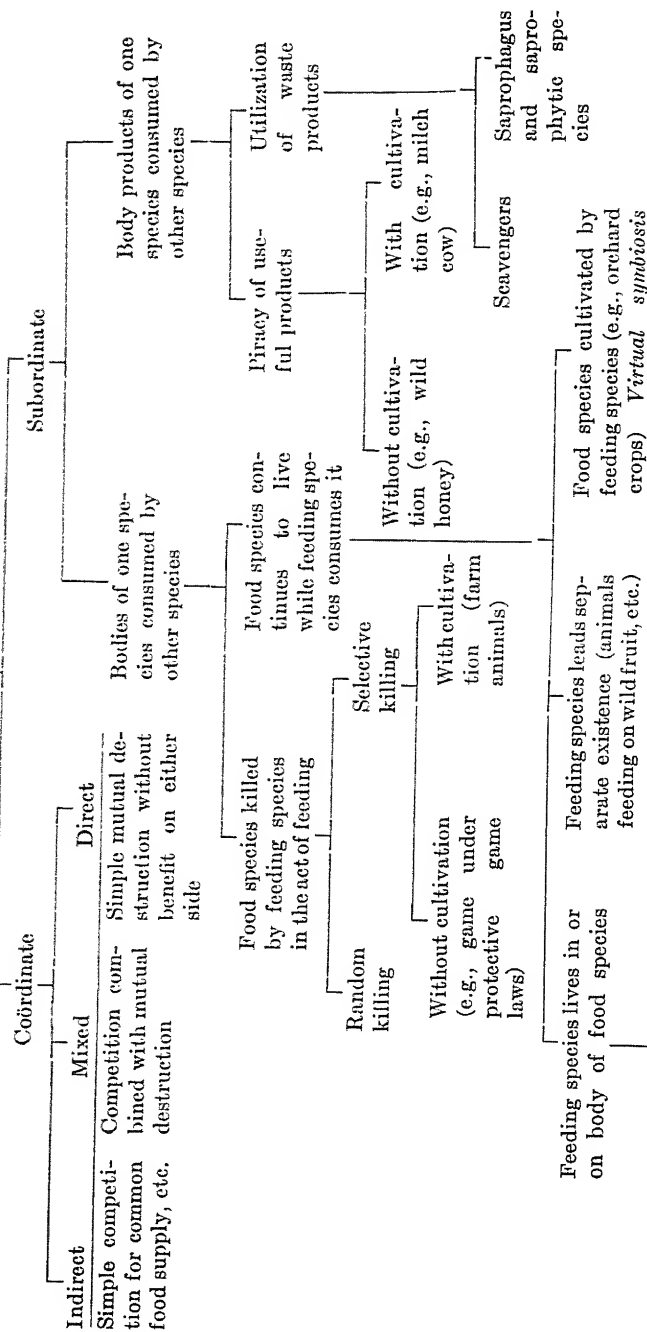 Coördinate
Subordinate
Indirect
Mixed
Direct
Simple competi-
tion for common
food supply, etc.
Competition com-
bined with mutual
destruction
Simple mutual de-
struction without
benefit on either
side
Bodies of one spe-
cies consumed by
other species
Body products of one
species consumed by
other species
Food species killed
by feeding species
in the act of feeding
Food species con-
tinues to live
while feeding spe-
cies consumes it
Piracy of use-
ful products
Utilization
of waste
products
Random
killing
Selective
killing
Without cultiva-
tion (e.g., wild
honey)
With cultiva-
tion (e.g., milch
cow)
Without cultivation
(e.g., game under
protective game
laws)
With cultiva-
tion (farm
animals)
Scavengers
Saprophagus
and sapro-
phytic spe-
cies
Feeding species lives in or
on body of food species
Feeding species leads sep-
arate existence (animals
feeding on wild fruit, etc.)
Food species cultivated by
feeding species (e.g., orchard
crops) Virtual symbiosis